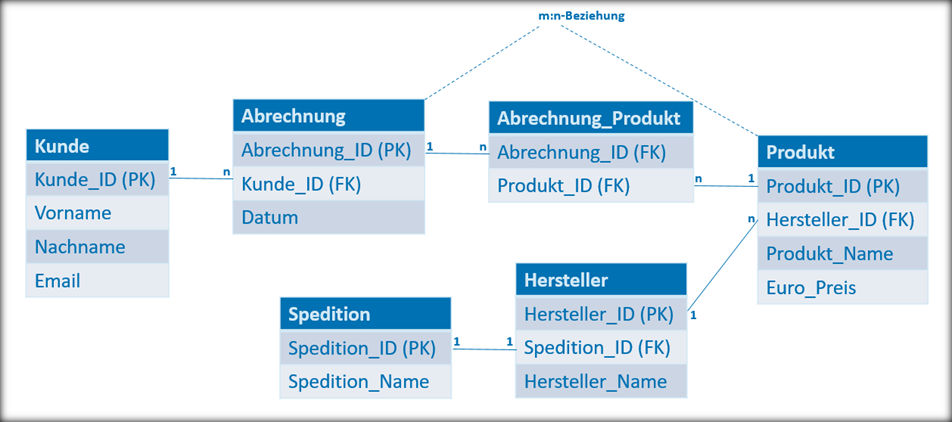 m:n-Beziehung
Kunde
Kunde_ID (PK)
Vorname
Nachname
Email
1
n
Abrechnung
Abrechnung_ID (PK)
Kunde_ID (FK)
Datum
1
n
Abrechnung_Produkt
Abrechnung_ID (FK)
Produkt_ID (FK)
n
1
Produkt
Produkt_ID (PK)
Hersteller_ID (FK)
Produkt_Name
Euro_Preis
n
1
Hersteller
Hersteller_ID (PK)
Spedition_ID (FK)
Hersteller_Name
1
1
Spedition
Spedition_ID (PK)
Spedition_Name